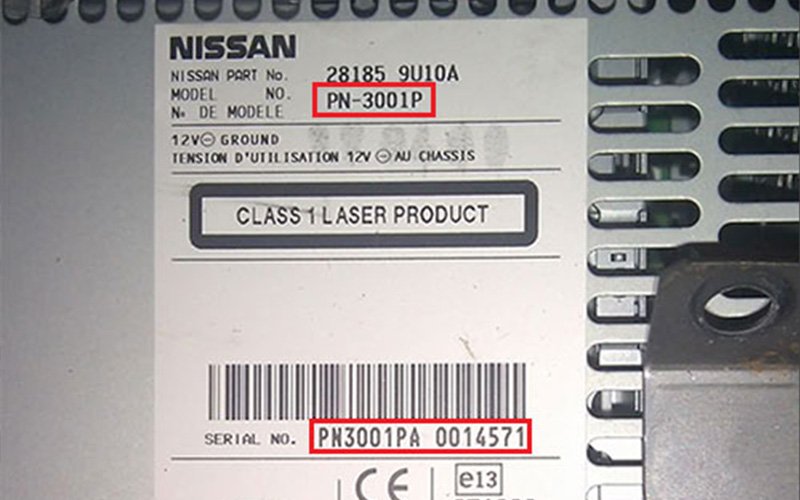 NISSAN
NISSAN PART No. 28185 9U10A
MODEL NO. PN-3001P
N° DE MODELE
12V⊖GROUND
TENSION D'UTILISATION 12V ⊖AU CHASSIS
CLASS 1 LASER PRODUCT
SERIAL NO. PN3001PA 0014571
CE e13